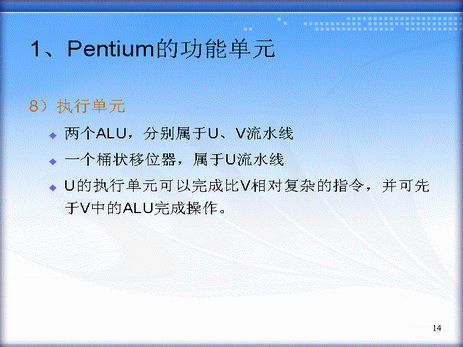 1、Pentium的功能单元
8）执行单元
两个ALU，分别属于U、V流水线
一个桶状移位器，属于U流水线
U的执行单元可以完成比V相对复杂的指令，并可先
于V中的ALU完成操作。
14